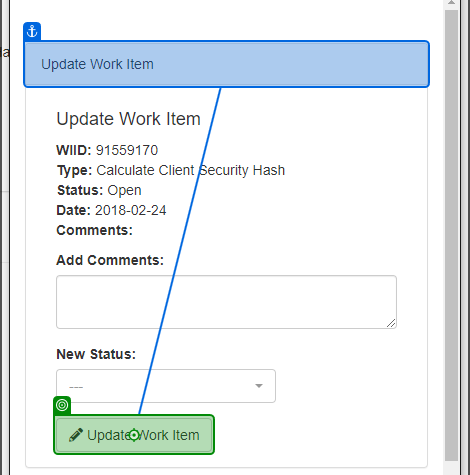 la
Update Work Item
Update Work Item
WIID: 91559170
Type: Calculate Client Security Hash
Status: Open
Date: 2018-02-24
Comments:
Add Comments:
New Status:
---
Update Work Item